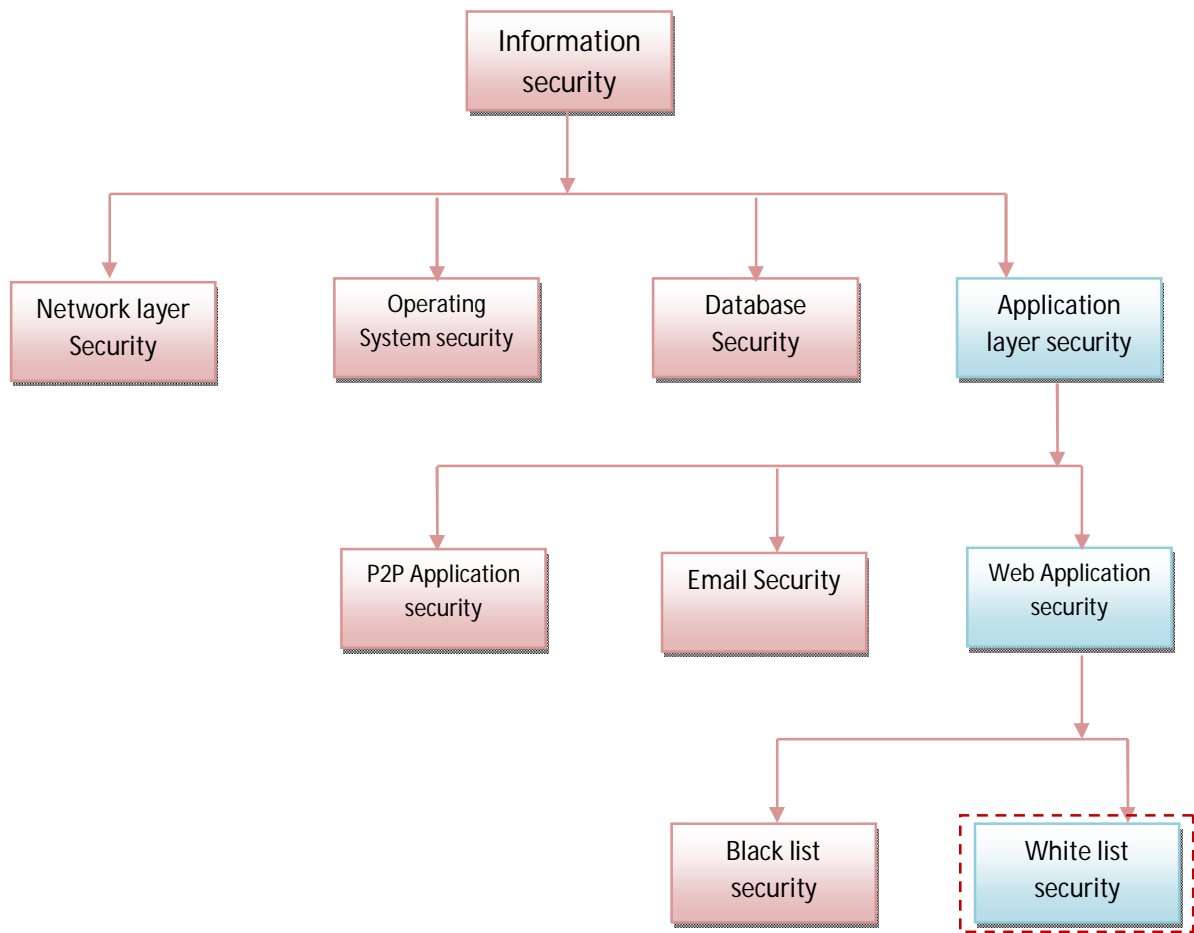 Information
security
Network layer
Security
Operating
System security
Database
Security
Application
layer security
P2P Application
security
Email Security
Web Application
security
Black list
security
White list
security